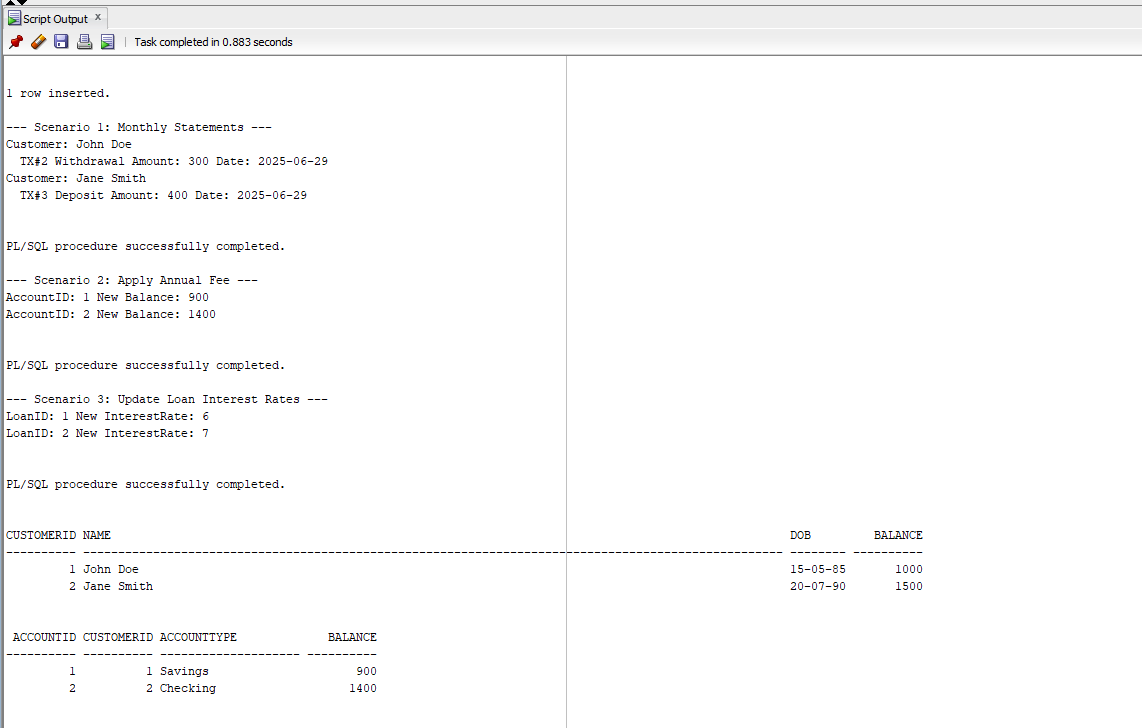 Script Output x
Task completed in 0.883 seconds
1 row inserted.
--- Scenario 1: Monthly Statements ---
Customer: John Doe
  TX#2 Withdrawal Amount: 300 Date: 2025-06-29
Customer: Jane Smith
  TX#3 Deposit Amount: 400 Date: 2025-06-29
PL/SQL procedure successfully completed.
--- Scenario 2: Apply Annual Fee ---
AccountID: 1 New Balance: 900
AccountID: 2 New Balance: 1400
PL/SQL procedure successfully completed.
--- Scenario 3: Update Loan Interest Rates ---
LoanID: 1 New InterestRate: 6
LoanID: 2 New InterestRate: 7
PL/SQL procedure successfully completed.
CUSTOMERID NAME DOB BALANCE
---------- ---------------------------------------------------------------------------------------------------- -------- ----------
1 John Doe 15-05-85 1000
2 Jane Smith 20-07-90 1500
ACCOUNTID CUSTOMERID ACCOUNTTYPE BALANCE
---------- ---------- -------------------- ----------
1 1 Savings 900
2 2 Checking 1400